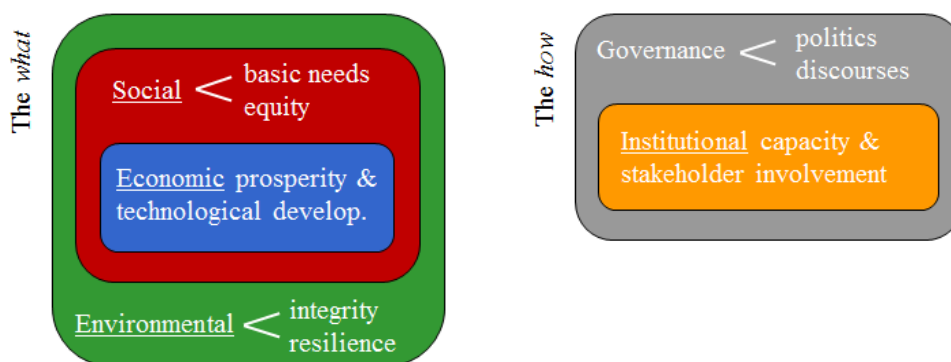 The what
Social
basic needs
equity
Economic prosperity &
technological develop.
Environmental
integrity
resilience
The how
Governance
politics
discourses
Institutional capacity &
stakeholder involvement